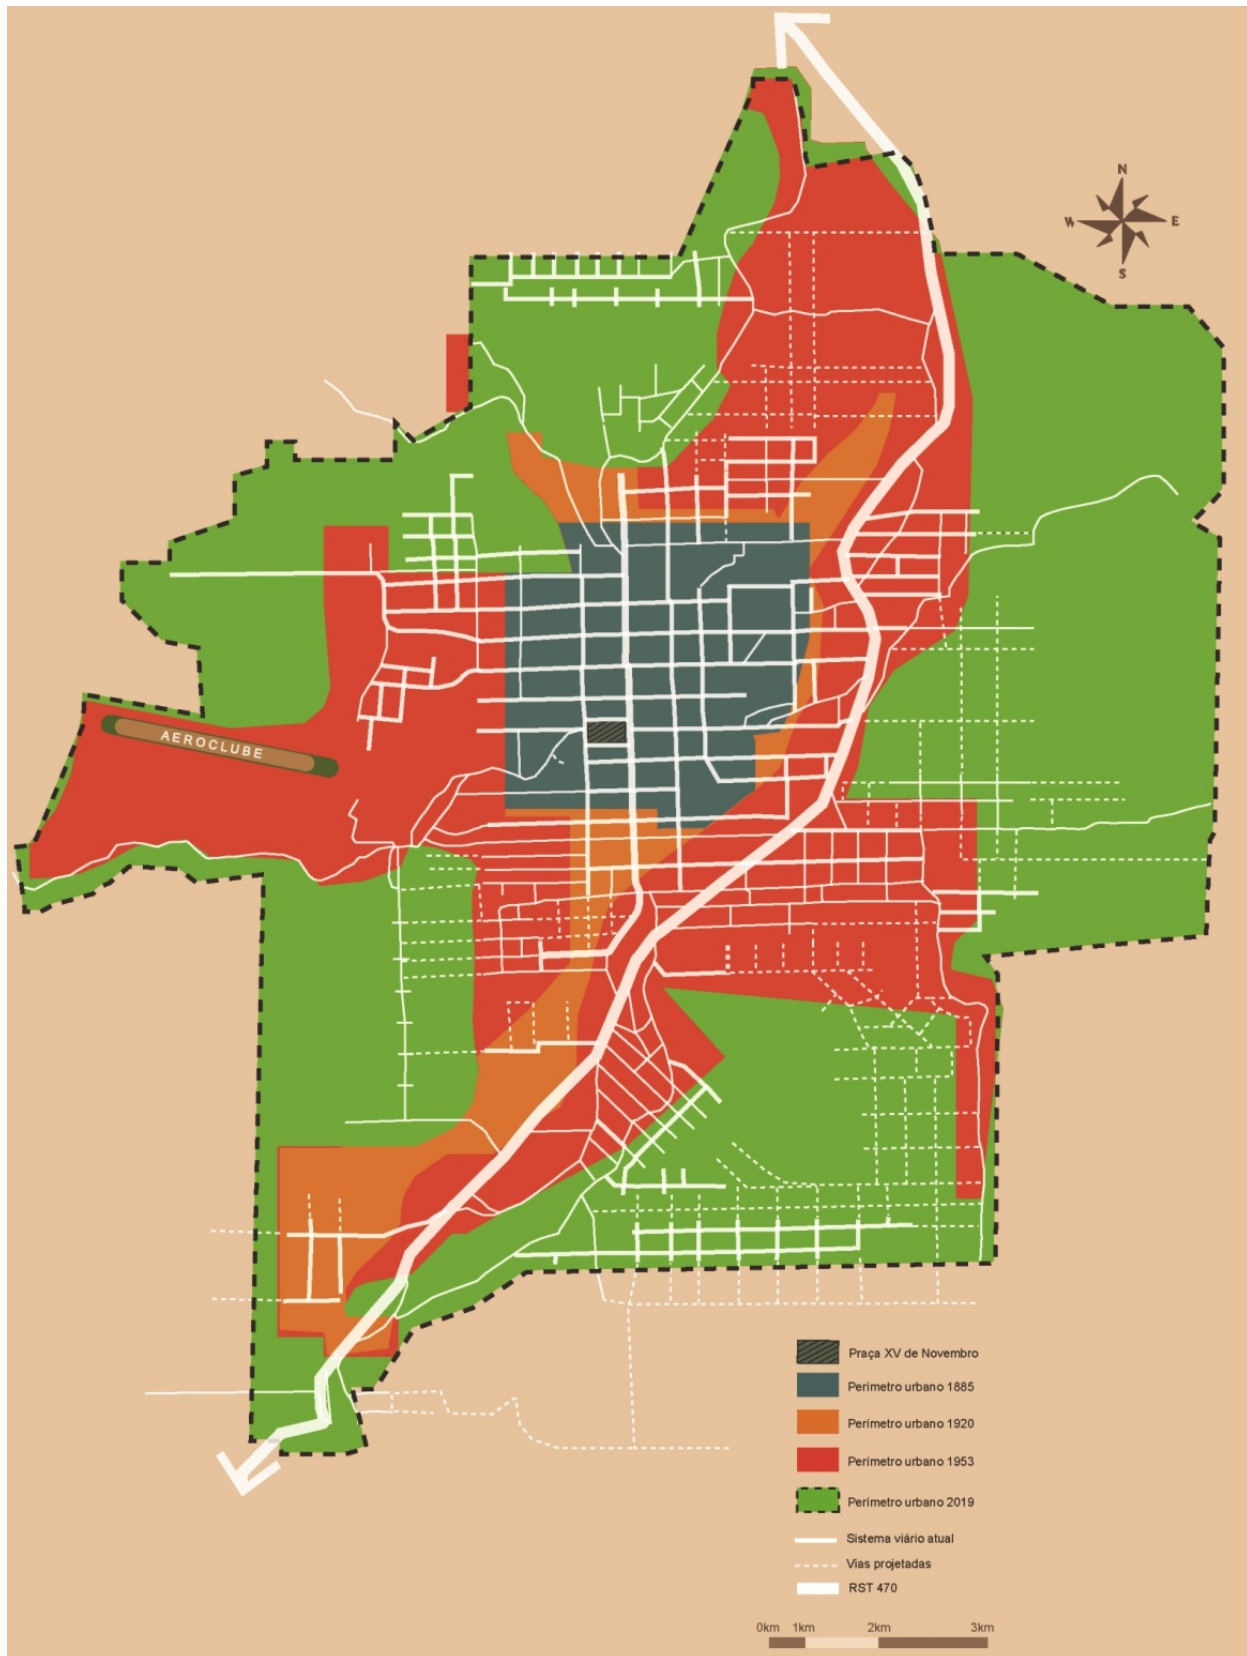 N
W
E
S
AEROCLUBE
Praça XV de Novembro
Perímetro urbano 1885
Perímetro urbano 1920
Perímetro urbano 1953
Perímetro urbano 2019
Sistema viário atual
Vias projetadas
RST 470
0km 1km 2km 3km